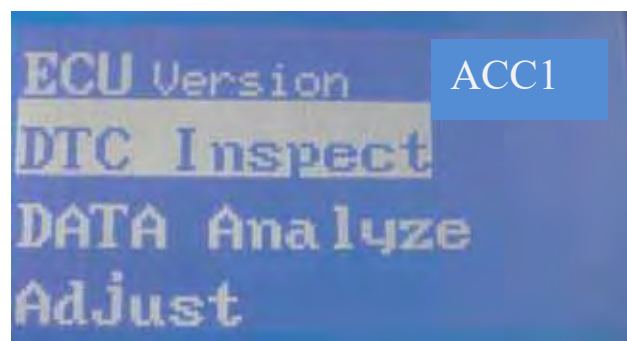 ECU Version
ACC1
DTC Inspect
DATA Analyze
Adjust